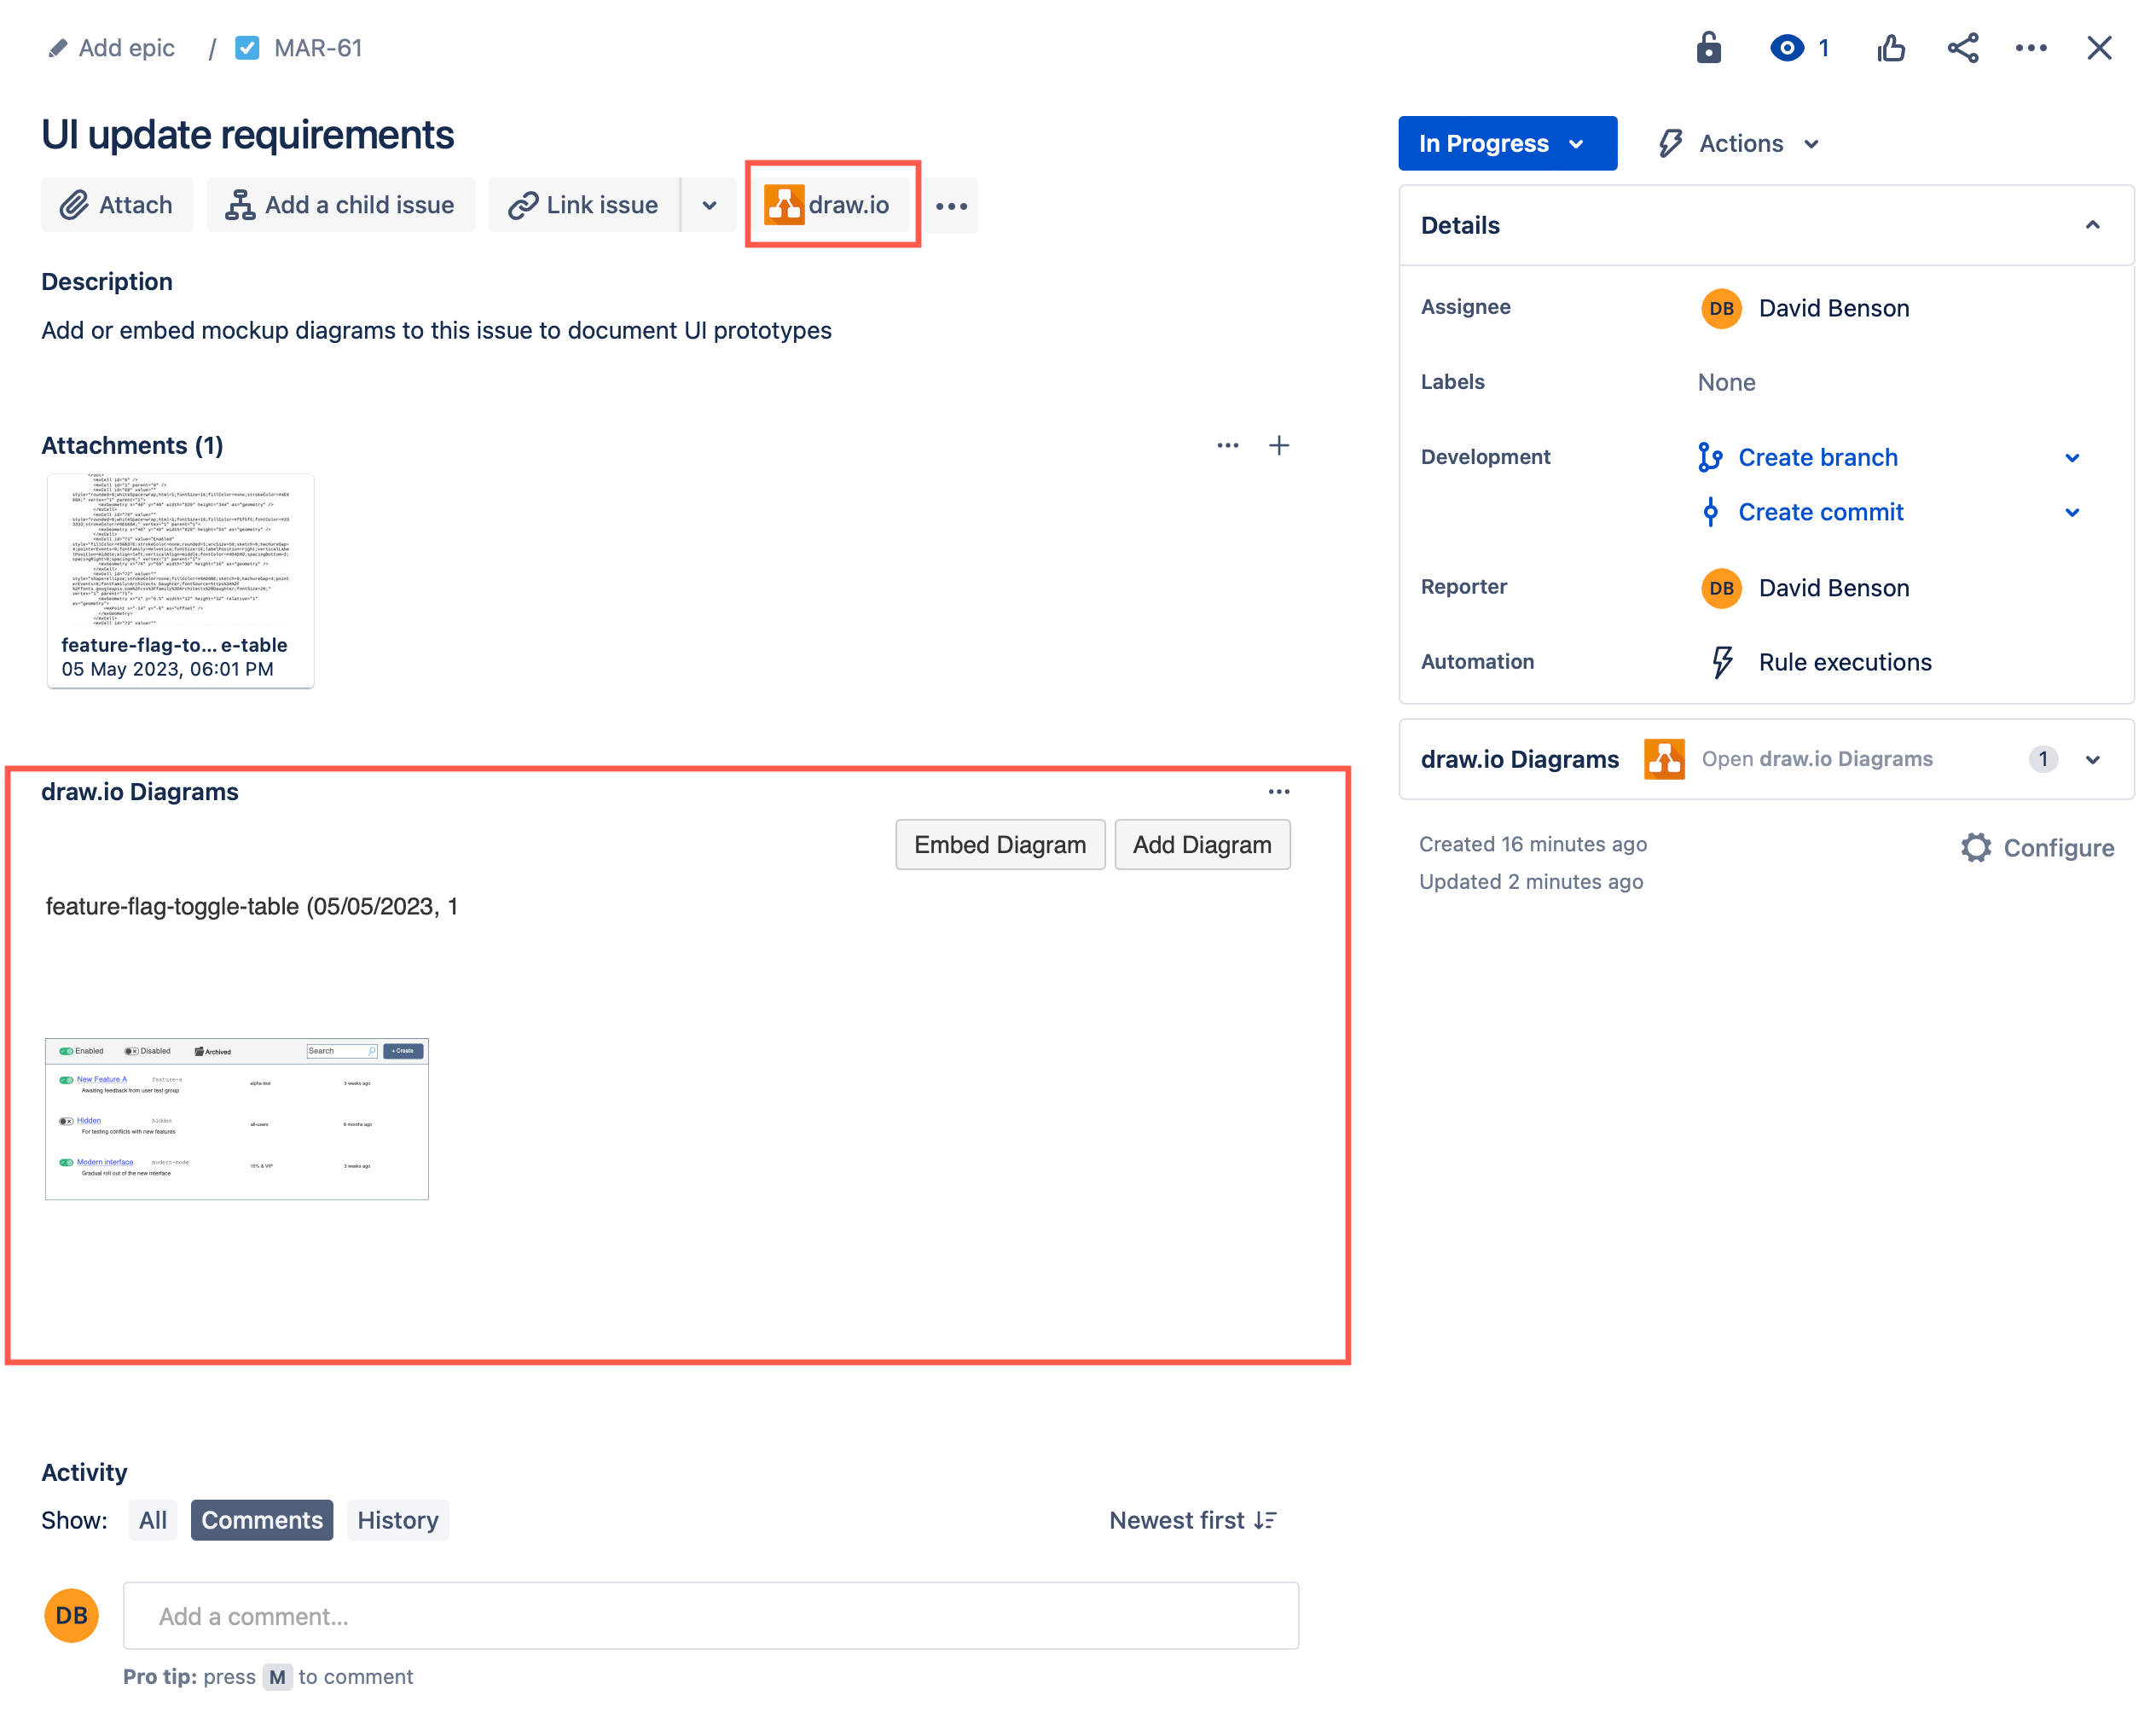 Add epic / MAR-61
1
UI update requirements
Attach
Add a child issue
Link issue
draw.io
In Progress
Actions
Description
Add or embed mockup diagrams to this issue to document UI prototypes
Attachments (1)
feature-flag-to... e-table
05 May 2023, 06:01 PM
Details
Assignee
DB David Benson
Labels
None
Development
Create branch
Create commit
Reporter
DB David Benson
Automation
Rule executions
draw.io Diagrams
Open draw.io Diagrams
1
Created 16 minutes ago
Updated 2 minutes ago
Configure
draw.io Diagrams
Embed Diagram
Add Diagram
feature-flag-toggle-table (05/05/2023, 1
Enabled Disabled Archived Search + Create
New Feature A feature-a
Awaiting feedback from user test group
3 weeks ago
Hidden hidden all-users 8 months ago
For testing conflicts with new features
Modern interface modern-mode 10% & VIP 3 weeks ago
Gradual roll out of the new interface
Activity
Show: All Comments History
Newest first
DB
Add a comment...
Pro tip: press M to comment